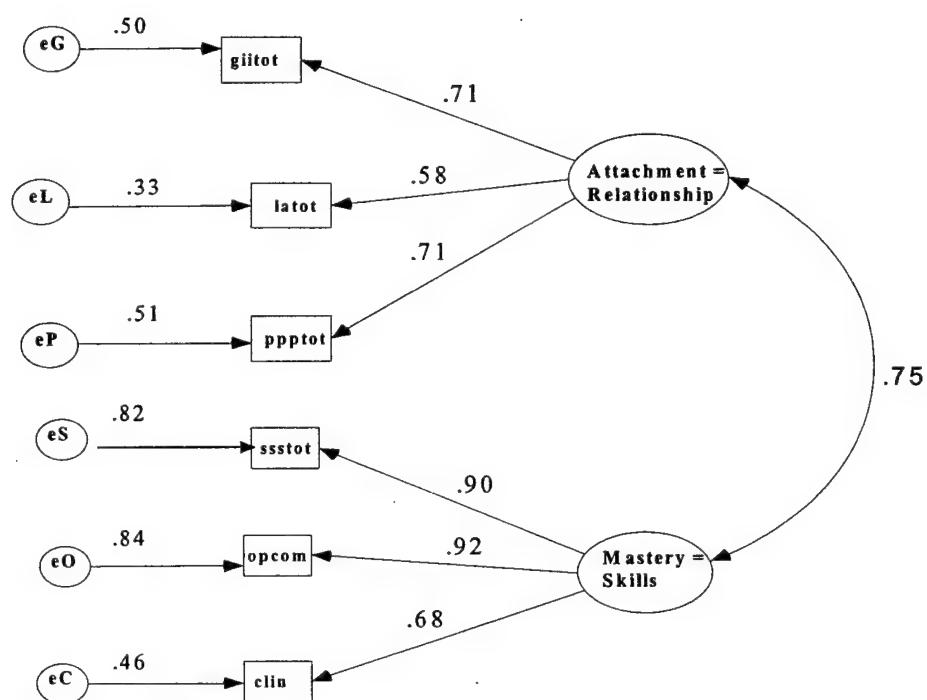 .50
eG
giitot
.71
Attachment =
Relationship
eL
.33
latot
.58
.71
eP
.51
ppptot
.75
.82
eS
ssstot
.90
.84
eO
opcom
.92
Mastery =
Skills
.68
.46
eC
clin